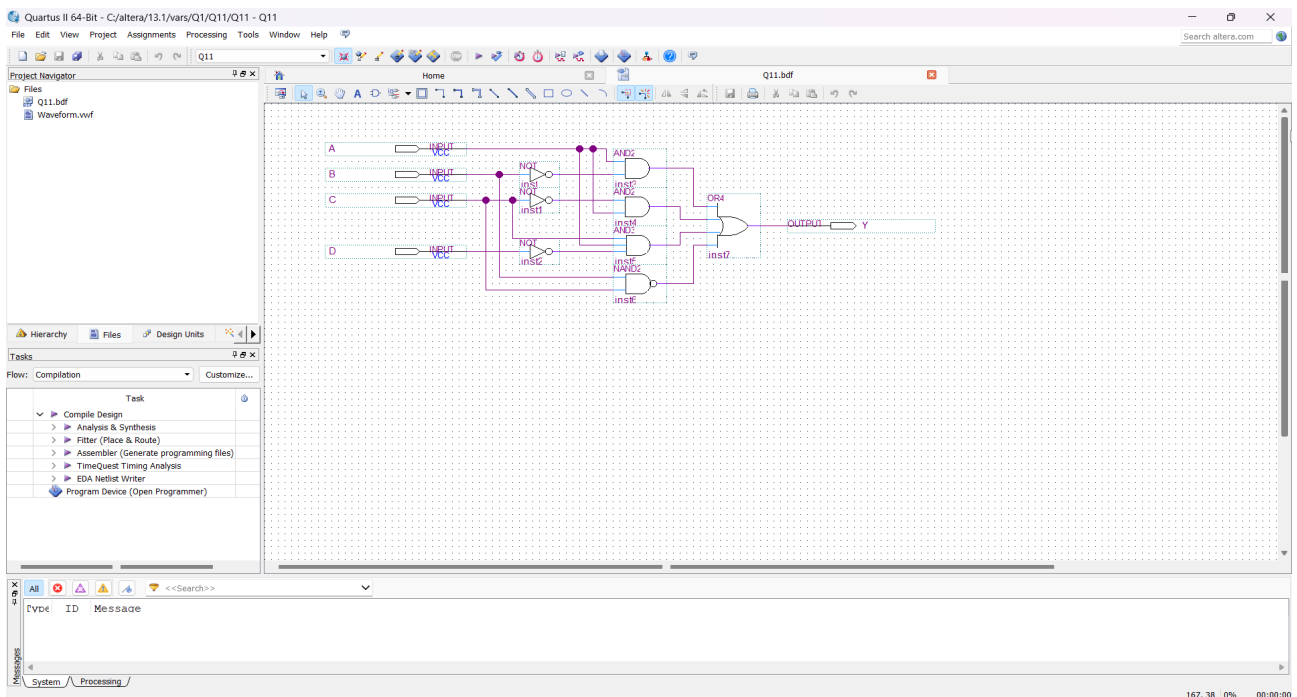 Quartus II 64-Bit - C:/altera/13.1/vars/Q1/Q11/Q11 - Q11
File Edit View Project Assignments Processing Tools Window Help
Search altera.com
Q11
Project Navigator
Files
Q11.bdf
Waveform.vwf
Hierarchy Files Design Units
Tasks
Flow: Compilation Customize...
Task
Compile Design
Analysis & Synthesis
Fitter (Place & Route)
Assembler (Generate programming files)
TimeQuest Timing Analysis
EDA Netlist Writer
Program Device (Open Programmer)
Home Q11.bdf
A INPUT
VCC
AND2
B INPUT
VCC
NOT
inst
inst3
C INPUT
VCC
NOT
inst1
AND2
inst4
OR4
OUTPUT Y
inst7
D INPUT
VCC
NOT
inst2
AND3
inst5
NAND2
inst6
All <<Search>>
Type ID Message
Messages
System Processing
167, 38 0% 00:00:00